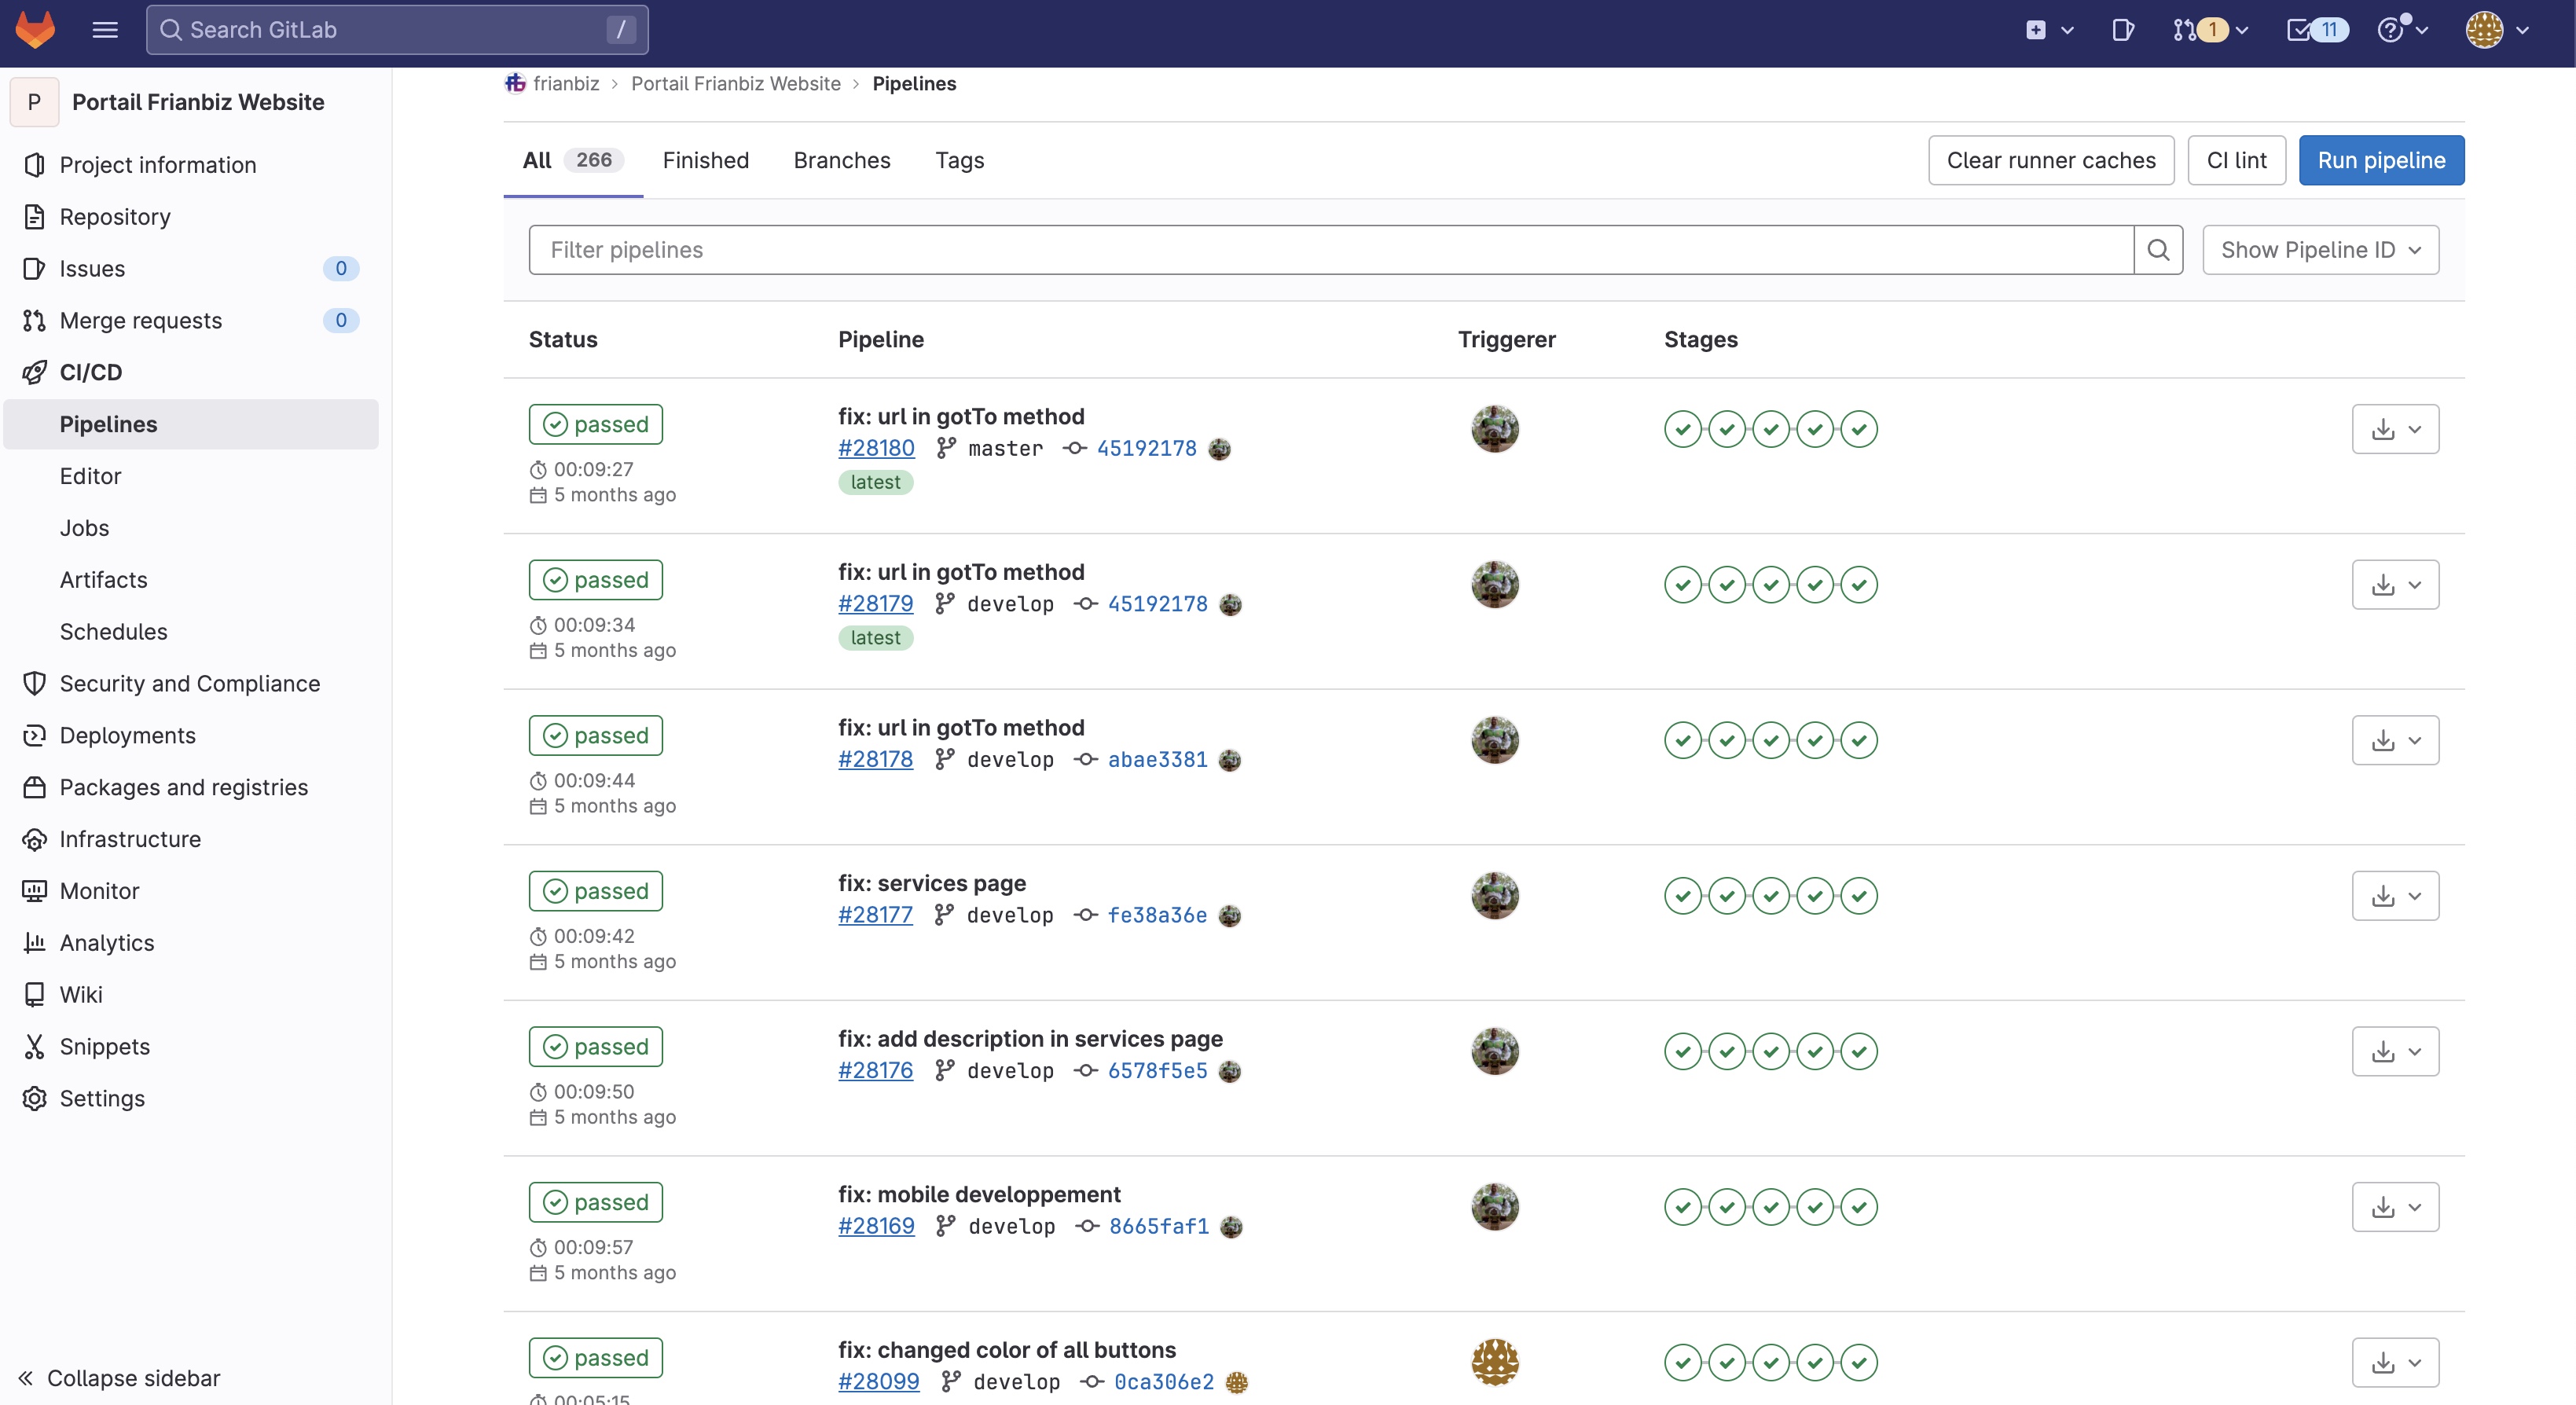 Search GitLab /
1
11
P Portail Frianbiz Website
Project information
Repository
Issues 0
Merge requests 0
CI/CD
Pipelines
Editor
Jobs
Artifacts
Schedules
Security and Compliance
Deployments
Packages and registries
Infrastructure
Monitor
Analytics
Wiki
Snippets
Settings
Collapse sidebar
frianbiz > Portail Frianbiz Website > Pipelines
All 266 Finished Branches Tags Clear runner caches CI lint Run pipeline
Filter pipelines Show Pipeline ID
Status Pipeline Triggerer Stages
passed
00:09:27
5 months ago
fix: url in gotTo method
#28180 master 45192178
latest
passed
00:09:34
5 months ago
fix: url in gotTo method
#28179 develop 45192178
latest
passed
00:09:44
5 months ago
fix: url in gotTo method
#28178 develop abae3381
passed
00:09:42
5 months ago
fix: services page
#28177 develop fe38a36e
passed
00:09:50
5 months ago
fix: add description in services page
#28176 develop 6578f5e5
passed
00:09:57
5 months ago
fix: mobile developpement
#28169 develop 8665faf1
passed
00:05:15
fix: changed color of all buttons
#28099 develop 0ca306e2